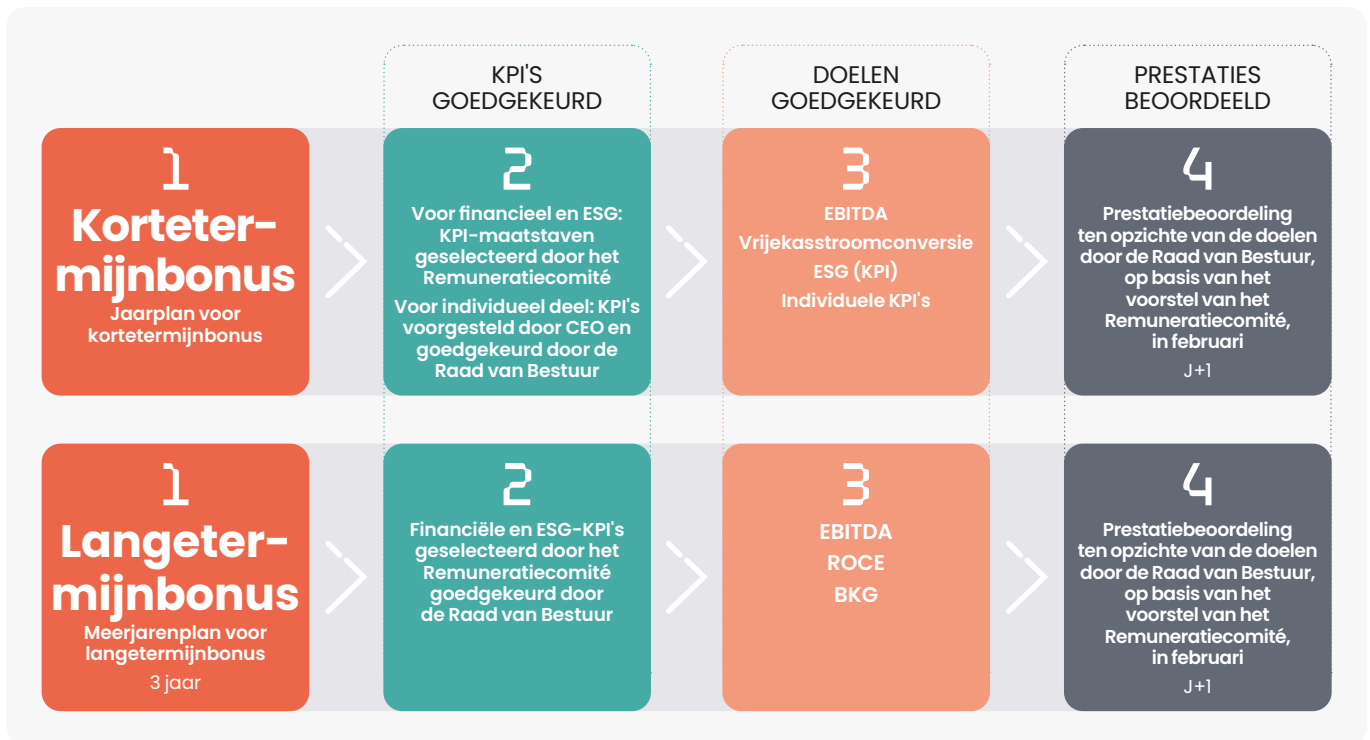 KPI'S
GOEDGEKEURD
DOELEN
GOEDGEKEURD
PRESTATIES
BEOORDEELD
1
Korteter-
mijnbonus
Jaarplan voor
kortetermijnbonus
2
Voor financieel en ESG:
KPI-maatstaven
geselecteerd door het
Remuneratiecomité
Voor individueel deel: KPI's
voorgesteld door CEO en
goedgekeurd door de
Raad van Bestuur
3
EBITDA
Vrijekasstroomconversie
ESG (KPI)
Individuele KPI's
4
Prestatiebeoordeling
ten opzichte van de doelen
door de Raad van Bestuur,
op basis van het
voorstel van het
Remuneratiecomité,
in februari
J+1
1
Langeter-
mijnbonus
Meerjarenplan voor
langetermijnbonus
3 jaar
2
Financiële en ESG-KPI's
geselecteerd door het
Remuneratiecomité
goedgekeurd door
de Raad van Bestuur
3
EBITDA
ROCE
BKG
4
Prestatiebeoordeling
ten opzichte van de doelen
door de Raad van Bestuur,
op basis van het
voorstel van het
Remuneratiecomité,
in februari
J+1